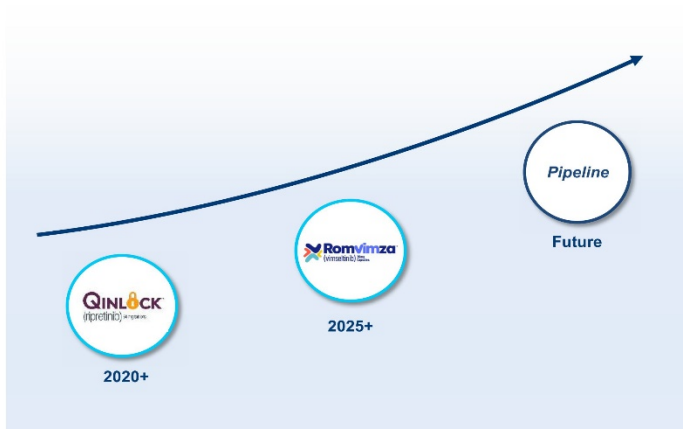 QINLOCK
(ripretinib)
2020+
Romvimza
(vimseltinib)
2025+
Pipeline
Future